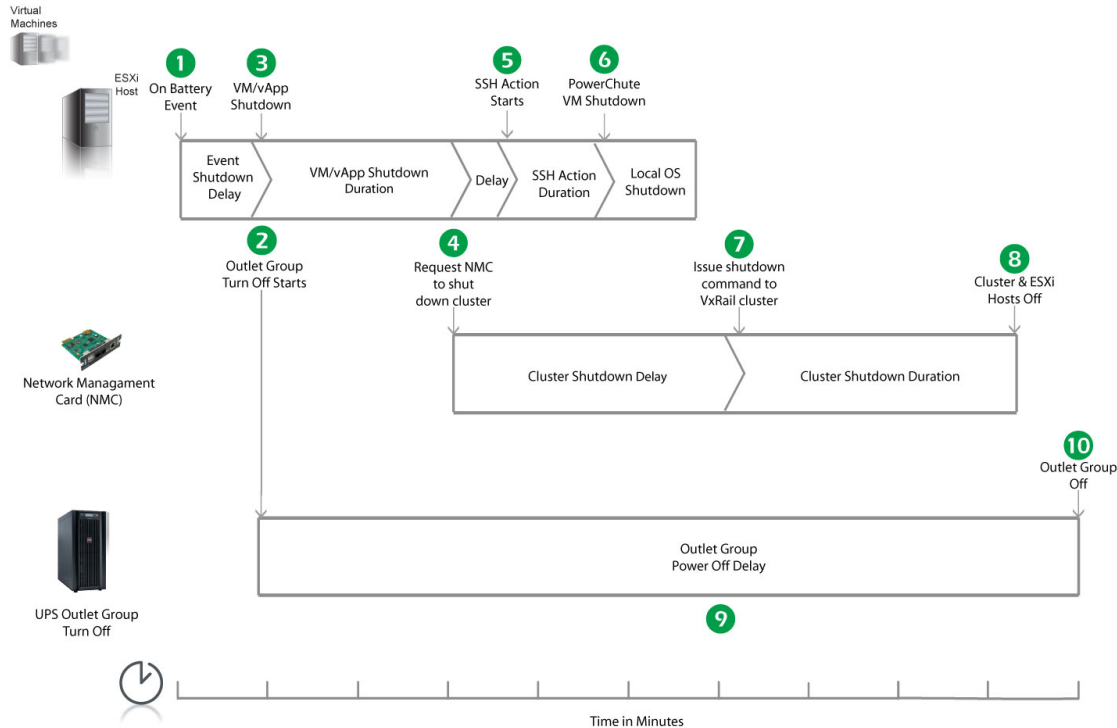 Virtual
Machines
ESXi
Host
1
On Battery
Event
3
VM/vApp
Shutdown
5
SSH Action
Starts
6
PowerChute
VM Shutdown
Event
Shutdown
Delay
VM/vApp Shutdown
Duration
Delay
SSH Action
Duration
Local OS
Shutdown
2
Outlet Group
Turn Off Starts
4
Request NMC
to shut
down cluster
7
Issue shutdown
command to
VxRail cluster
8
Cluster & ESXi
Hosts Off
Network Managament
Card (NMC)
Cluster Shutdown Delay
Cluster Shutdown Duration
10
Outlet Group
Off
Outlet Group
Power Off Delay
9
UPS Outlet Group
Turn Off
Time in Minutes